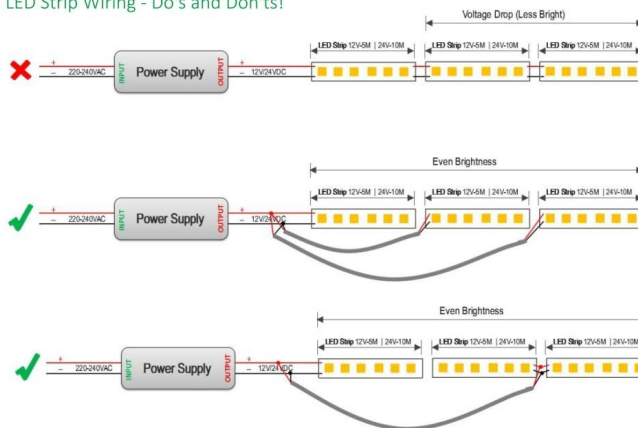 LED Strip Wiring - Do's and Don'ts!
Voltage Drop (Less Bright)
LED Strip 12V-5M | 24V-10M
LED Strip 12V-5M | 24V-10M
LED Strip 12V-5M | 24V-10M
+
– 220-240VAC
INPUT
Power Supply
OUTPUT
+
– 12V/24VDC
Even Brightness
LED Strip 12V-5M | 24V-10M
LED Strip 12V-5M | 24V-10M
LED Strip 12V-5M | 24V-10M
+
– 220-240VAC
INPUT
Power Supply
OUTPUT
+
– 12V/24VDC
Even Brightness
LED Strip 12V-5M | 24V-10M
LED Strip 12V-5M | 24V-10M
LED Strip 12V-5M | 24V-10M
+
– 220-240VAC
INPUT
Power Supply
OUTPUT
+
– 12V/24VDC